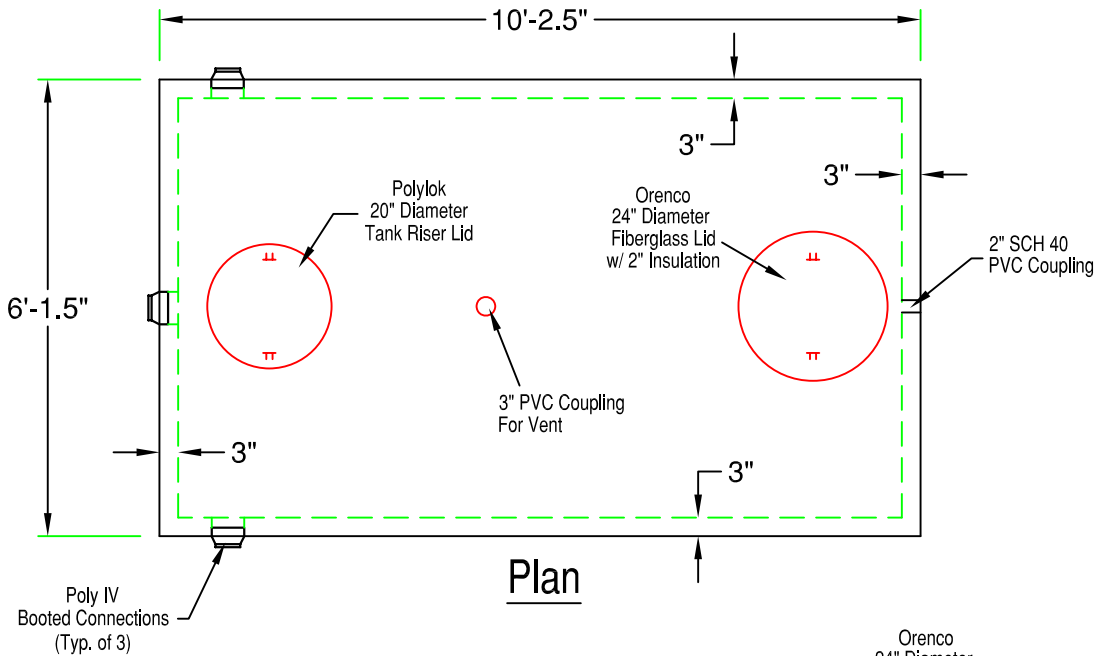 10'-2.5"
3"
3"
Polylok
20" Diameter
Tank Riser Lid
Orenco
24" Diameter
Fiberglass Lid
w/ 2" Insulation
2" SCH 40
PVC Coupling
6'-1.5"
3" PVC Coupling
For Vent
3"
3"
Plan
Poly IV
Booted Connections
(Typ. of 3)
Orenco
24" Diameter